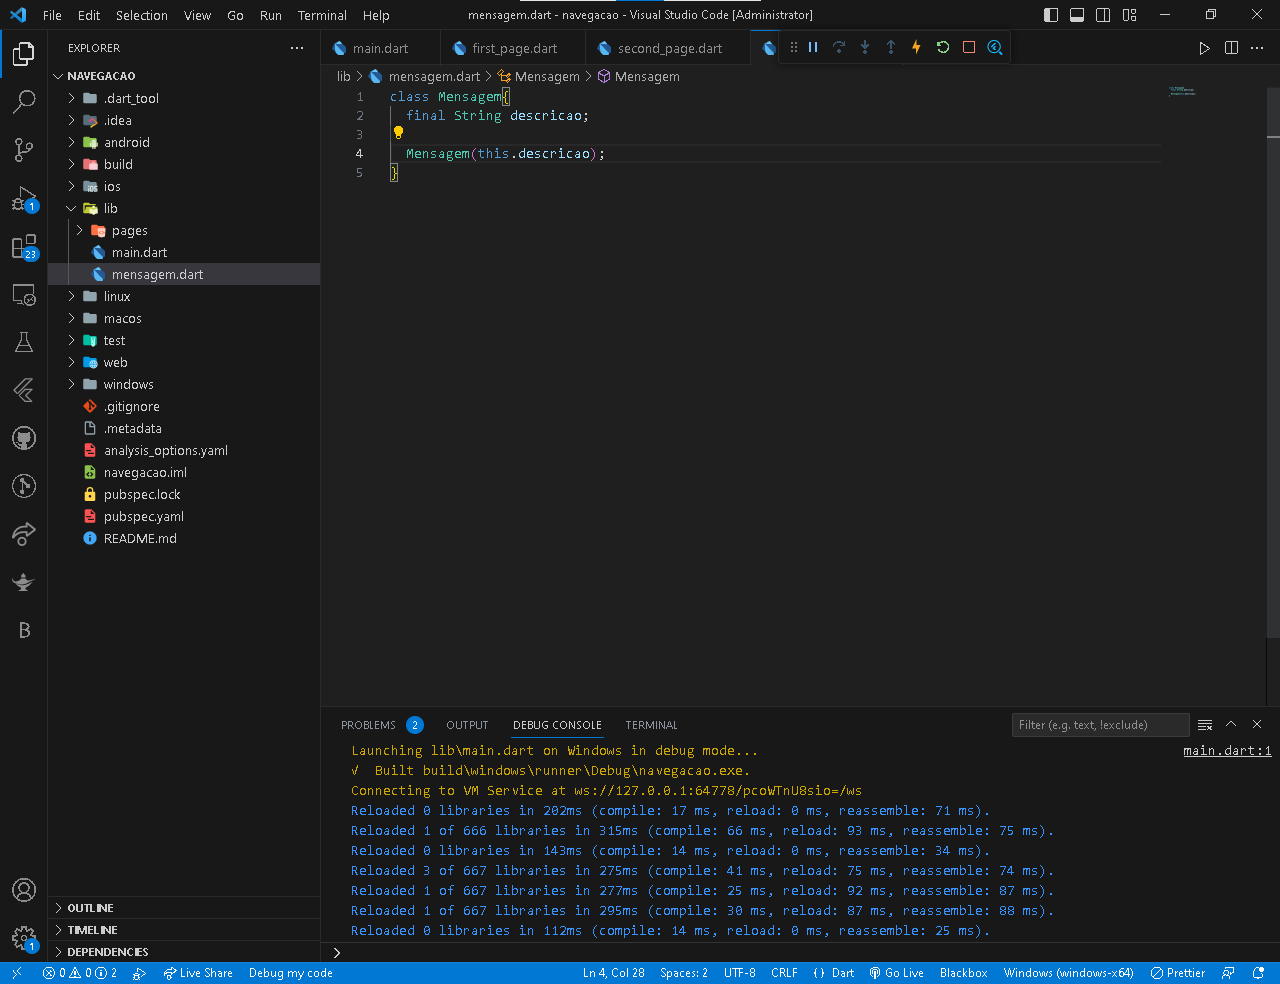 File Edit Selection View Go Run Terminal Help mensagem.dart - navegacao - Visual Studio Code [Administrator]
EXPLORER
NAVEGACAO
.dart_tool
.idea
android
build
ios
lib
pages
main.dart
mensagem.dart
linux
macos
test
web
windows
.gitignore
.metadata
analysis_options.yaml
navegacao.iml
pubspec.lock
pubspec.yaml
README.md
OUTLINE
TIMELINE
DEPENDENCIES
1
23
1
main.dart first_page.dart second_page.dart
lib > mensagem.dart > Mensagem > Mensagem
1 class Mensagem{
2 final String descricao;
3
4 Mensagem(this.descricao);
5 }
PROBLEMS 2 OUTPUT DEBUG CONSOLE TERMINAL Filter (e.g. text, !exclude)
Launching lib\main.dart on Windows in debug mode... main.dart:1
√ Built build\windows\runner\Debug\navegacao.exe.
Connecting to VM Service at ws://127.0.0.1:64778/pcoWTnU8sio=/ws
Reloaded 0 libraries in 202ms (compile: 17 ms, reload: 0 ms, reassemble: 71 ms).
Reloaded 1 of 666 libraries in 315ms (compile: 66 ms, reload: 93 ms, reassemble: 75 ms).
Reloaded 0 libraries in 143ms (compile: 14 ms, reload: 0 ms, reassemble: 34 ms).
Reloaded 3 of 667 libraries in 275ms (compile: 41 ms, reload: 75 ms, reassemble: 74 ms).
Reloaded 1 of 667 libraries in 277ms (compile: 25 ms, reload: 92 ms, reassemble: 87 ms).
Reloaded 1 of 667 libraries in 295ms (compile: 30 ms, reload: 87 ms, reassemble: 88 ms).
Reloaded 0 libraries in 112ms (compile: 14 ms, reload: 0 ms, reassemble: 25 ms).
>
0 0 2 Live Share Debug my code Ln 4, Col 28 Spaces: 2 UTF-8 CRLF { } Dart Go Live Blackbox Windows (windows-x64) Prettier